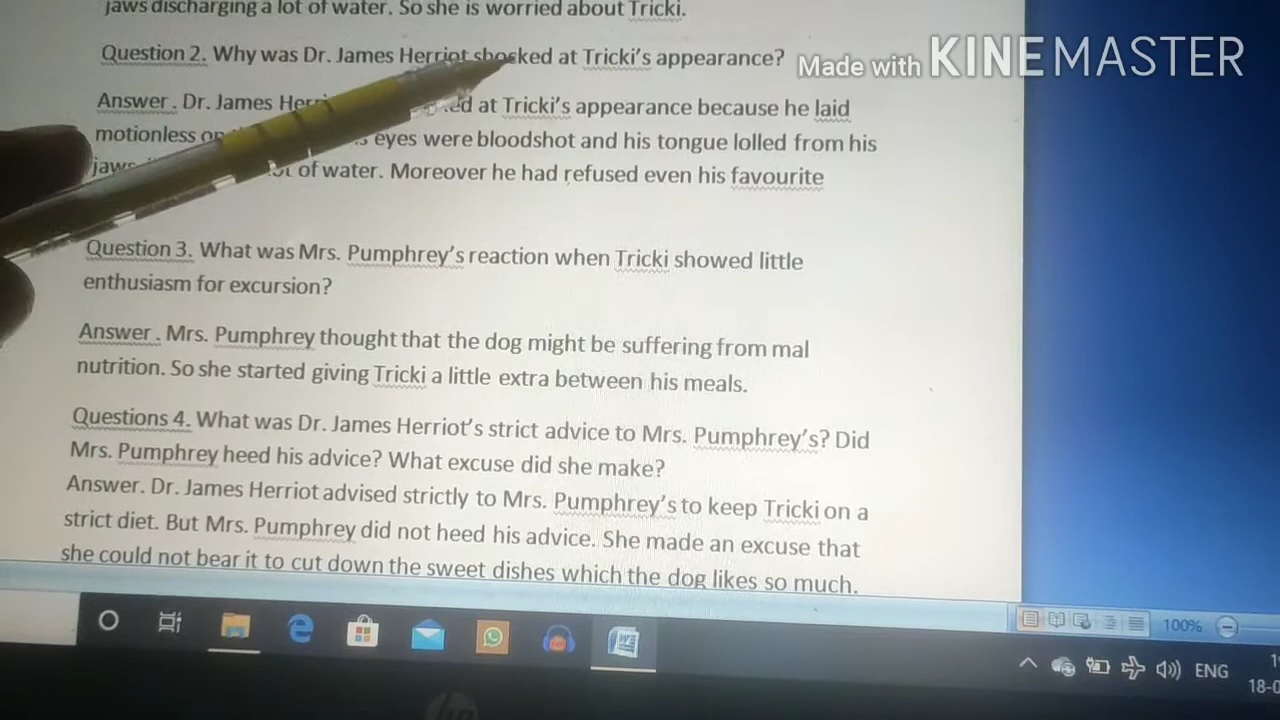 jaws discharging a lot of water. So she is worried about Tricki.
Question 2. Why was Dr. James Herriot shocked at Tricki's appearance?
Made with KINEMASTER
Answer . Dr. James at Tricki's appearance because he laid
motionless eyes were bloodshot and his tongue lolled from his
jaws of water. Moreover he had refused even his favourite
Question 3. What was Mrs. Pumphrey's reaction when Tricki showed little
enthusiasm for excursion?
Answer . Mrs. Pumphrey thought that the dog might be suffering from mal
nutrition. So she started giving Tricki a little extra between his meals.
Questions 4. What was Dr. James Herriot's strict advice to Mrs. Pumphrey's? Did
Mrs. Pumphrey heed his advice? What excuse did she make?
Answer. Dr. James Herriot advised strictly to Mrs. Pumphrey's to keep Tricki on a
strict diet. But Mrs. Pumphrey did not heed his advice. She made an excuse that
she could not bear it to cut down the sweet dishes which the dog likes so much.
100%
ENG
hp